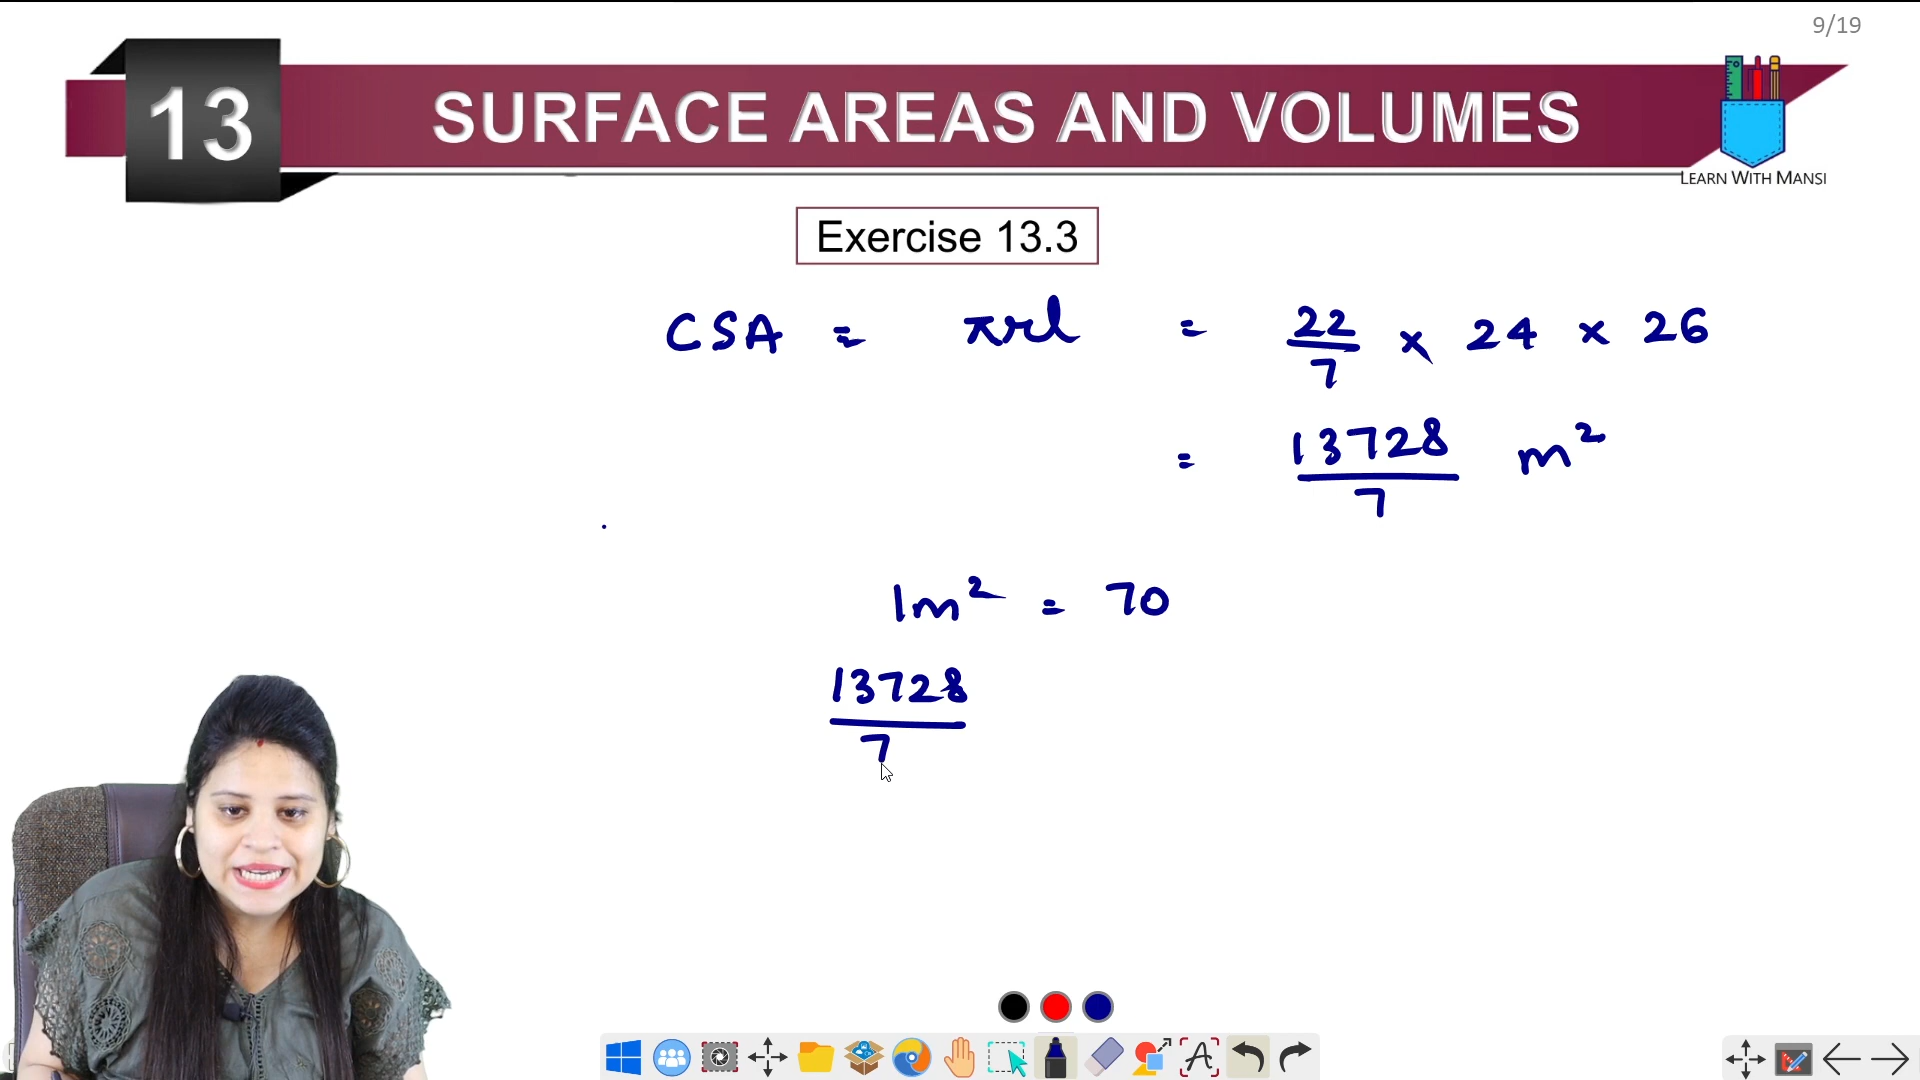 9/19
13 SURFACE AREAS AND VOLUMES
LEARN WITH MANSI
Exercise 13.3
CSA = πrl = 22/7 × 24 × 26
= 13728/7 m²
1m² = 70
13728/7